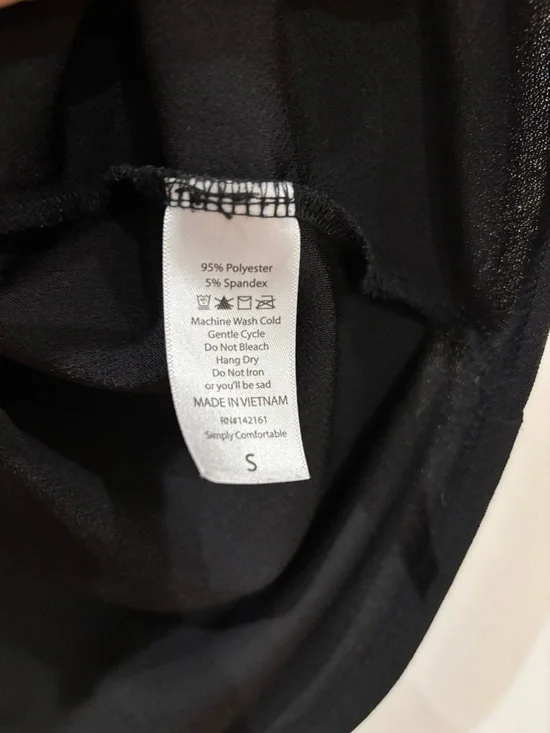 95% Polyester
5% Spandex
Machine Wash Cold
Gentle Cycle
Do Not Bleach
Hang Dry
Do Not Iron
or you'll be sad
MADE IN VIETNAM
RN#142161
Simply Comfortable
S